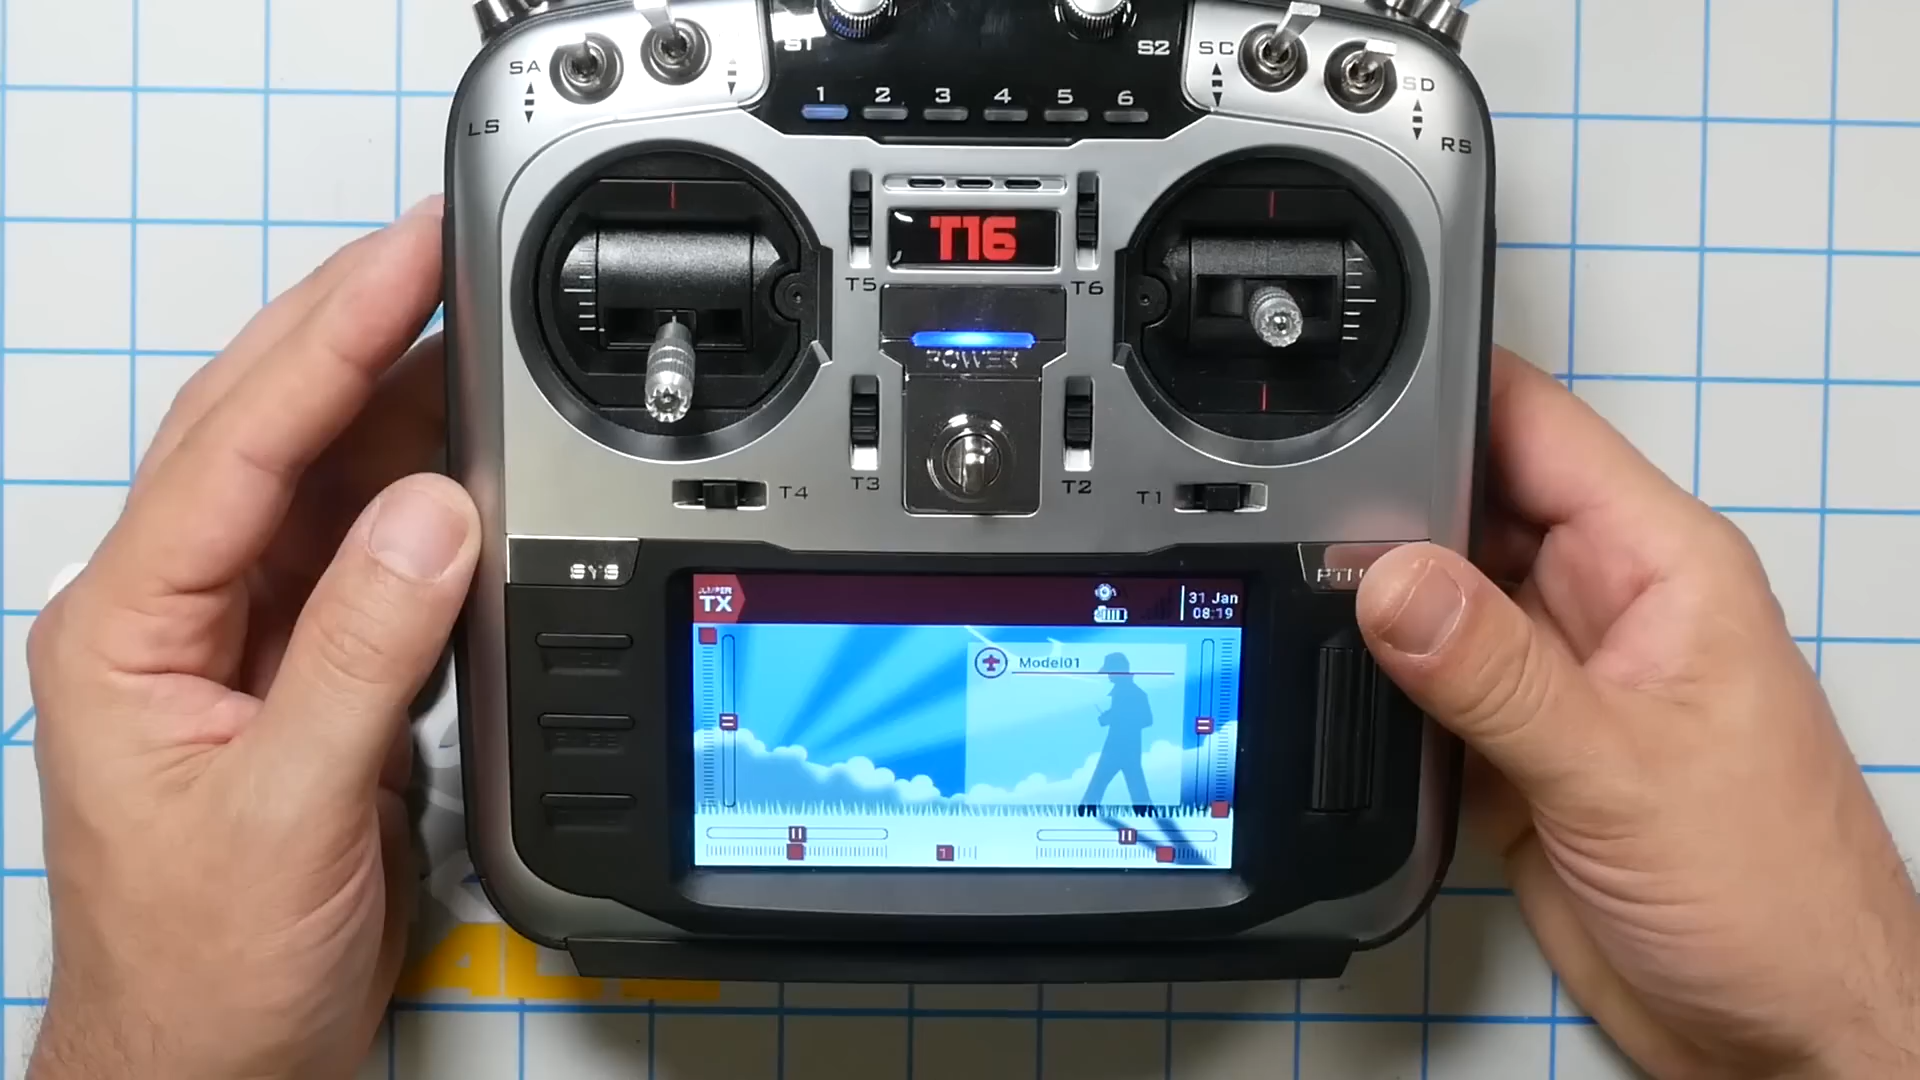 S1
S2
SA
SC
SD
LS
RS
1 2 3 4 5 6
T16
T5
T6
POWER
T3
T2
T4
T1
SYS
JUMPER
TX
31 Jan
08:19
Model01
1